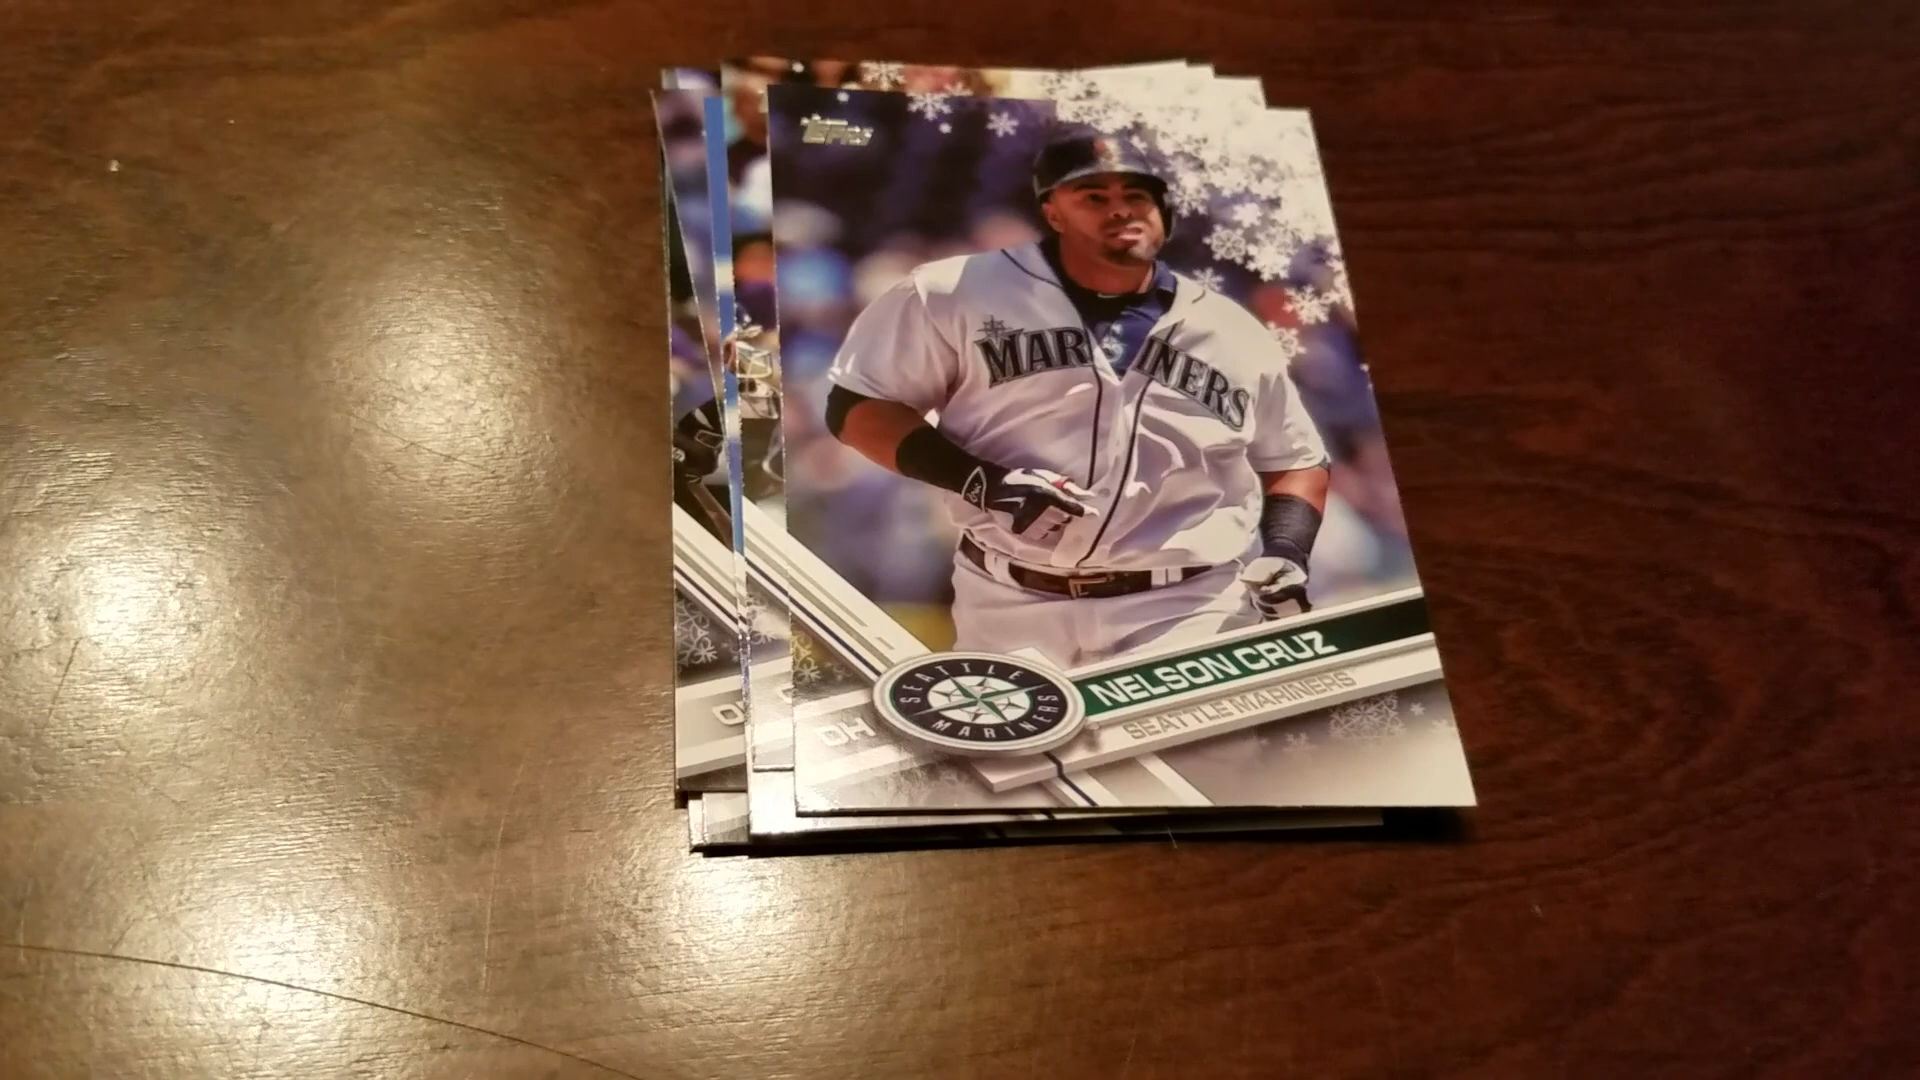 TOPPS
MARINERS
NELSON CRUZ
SEATTLE MARINERS
DH
SEATTLE
MARINERS